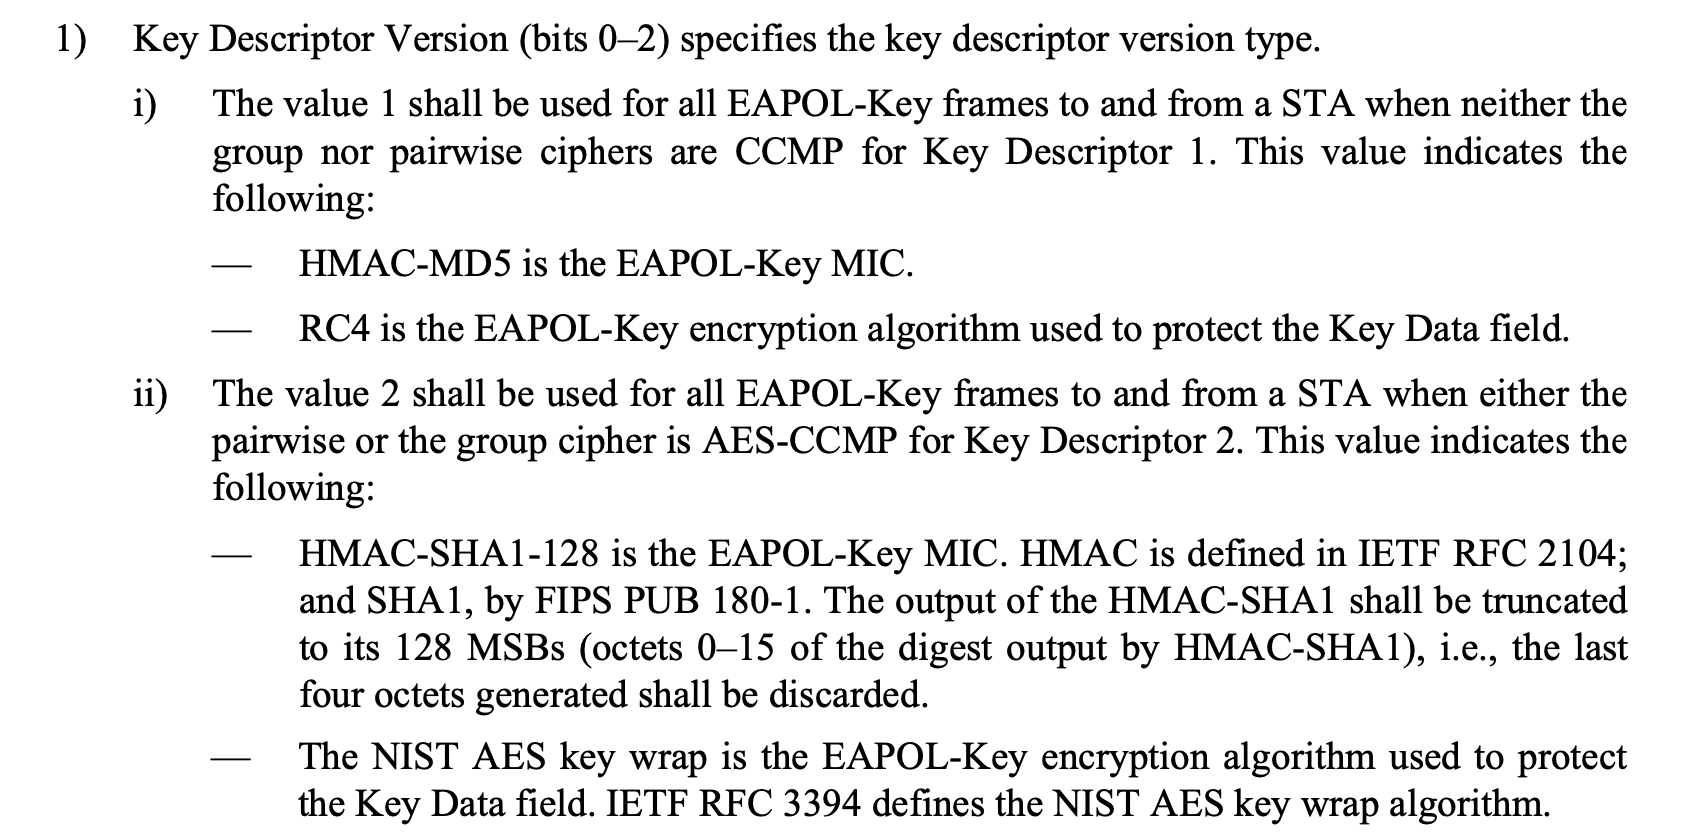 1) Key Descriptor Version (bits 0–2) specifies the key descriptor version type.
i) The value 1 shall be used for all EAPOL-Key frames to and from a STA when neither the
group nor pairwise ciphers are CCMP for Key Descriptor 1. This value indicates the
following:
— HMAC-MD5 is the EAPOL-Key MIC.
— RC4 is the EAPOL-Key encryption algorithm used to protect the Key Data field.
ii) The value 2 shall be used for all EAPOL-Key frames to and from a STA when either the
pairwise or the group cipher is AES-CCMP for Key Descriptor 2. This value indicates the
following:
— HMAC-SHA1-128 is the EAPOL-Key MIC. HMAC is defined in IETF RFC 2104;
and SHA1, by FIPS PUB 180-1. The output of the HMAC-SHA1 shall be truncated
to its 128 MSBs (octets 0–15 of the digest output by HMAC-SHA1), i.e., the last
four octets generated shall be discarded.
— The NIST AES key wrap is the EAPOL-Key encryption algorithm used to protect
the Key Data field. IETF RFC 3394 defines the NIST AES key wrap algorithm.